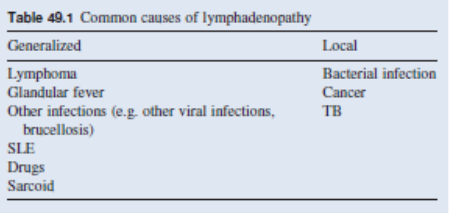 Table 49.1 Common causes of lymphadenopathy
Generalized Local
Lymphoma Bacterial infection
Glandular fever Cancer
Other infections (e.g. other viral infections, TB
brucellosis)
SLE
Drugs
Sarcoid